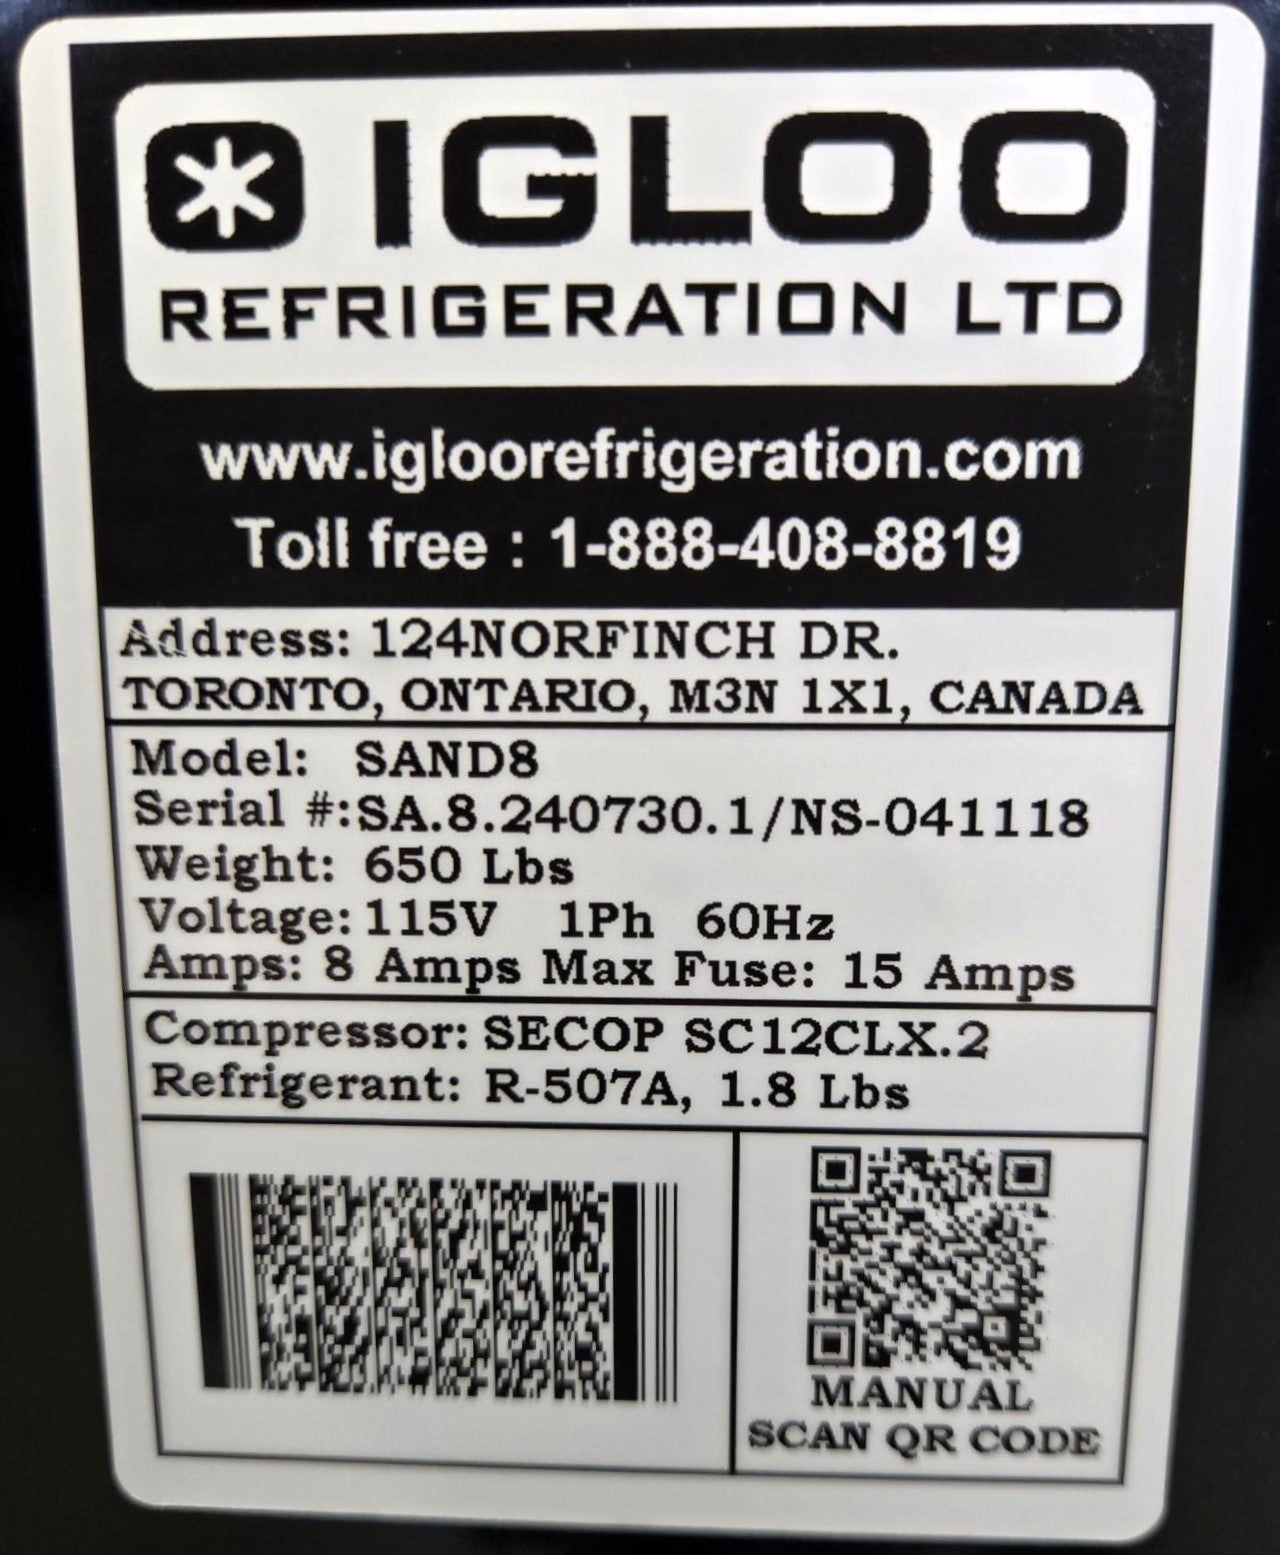 IGLOO
REFRIGERATION LTD
www.igloorefrigeration.com
Toll free : 1-888-408-8819
Address: 124NORFINCH DR.
TORONTO, ONTARIO, M3N 1X1, CANADA
Model: SAND8
Serial #:SA.8.240730.1/NS-041118
Weight: 650 Lbs
Voltage: 115V 1Ph 60Hz
Amps: 8 Amps Max Fuse: 15 Amps
Compressor: SECOP SC12CLX.2
Refrigerant: R-507A, 1.8 Lbs
MANUAL
SCAN QR CODE